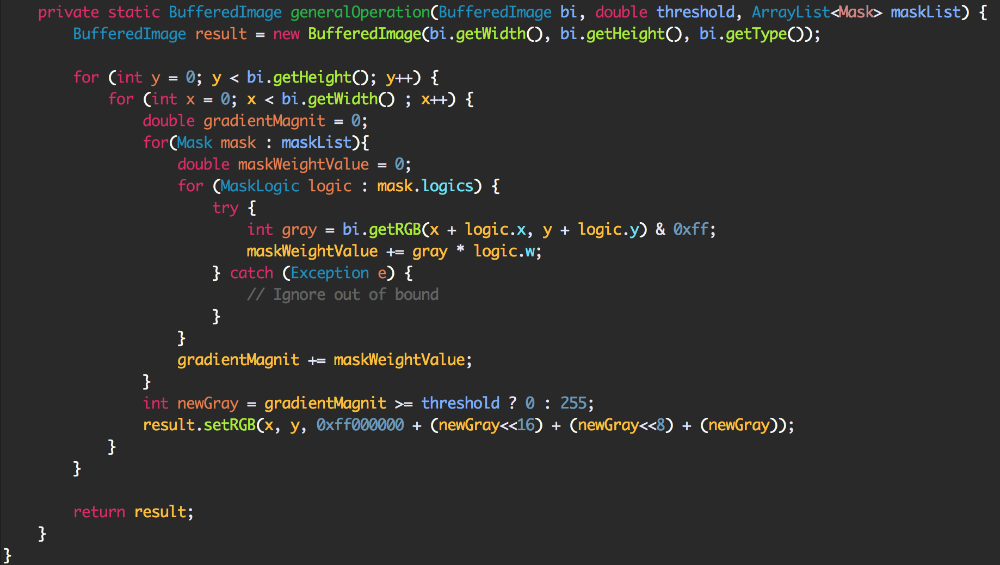 private static BufferedImage generalOperation(BufferedImage bi, double threshold, ArrayList<Mask> maskList) {
BufferedImage result = new BufferedImage(bi.getWidth(), bi.getHeight(), bi.getType());
for (int y = 0; y < bi.getHeight(); y++) {
for (int x = 0; x < bi.getWidth() ; x++) {
double gradientMagnit = 0;
for(Mask mask : maskList){
double maskWeightValue = 0;
for (MaskLogic logic : mask.logics) {
try {
int gray = bi.getRGB(x + logic.x, y + logic.y) & 0xff;
maskWeightValue += gray * logic.w;
} catch (Exception e) {
// Ignore out of bound
}
}
gradientMagnit += maskWeightValue;
}
int newGray = gradientMagnit >= threshold ? 0 : 255;
result.setRGB(x, y, 0xff000000 + (newGray<<16) + (newGray<<8) + (newGray));
}
}
return result;
}
}